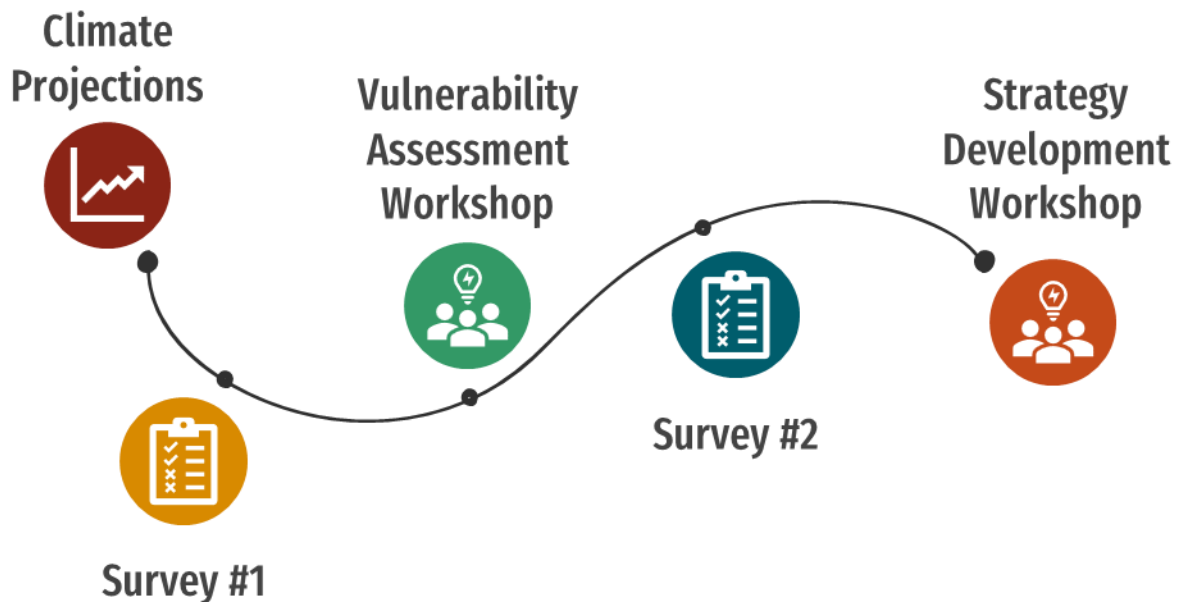 Climate
Projections
Survey #1
Vulnerability
Assessment
Workshop
Survey #2
Strategy
Development
Workshop